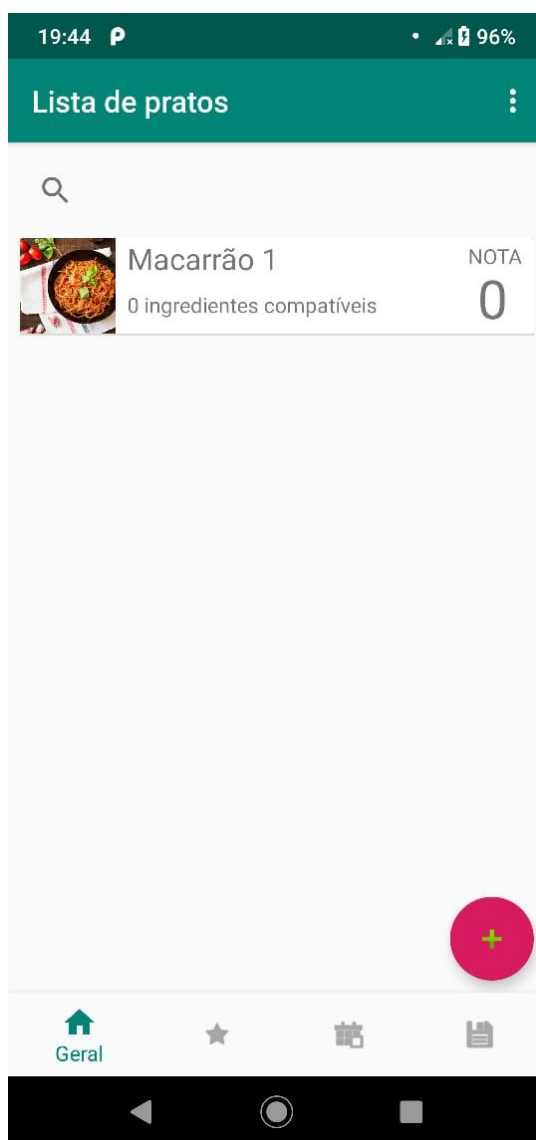 19:44 96%
Lista de pratos
Macarrão 1
0 ingredientes compatíveis
NOTA
0
Geral